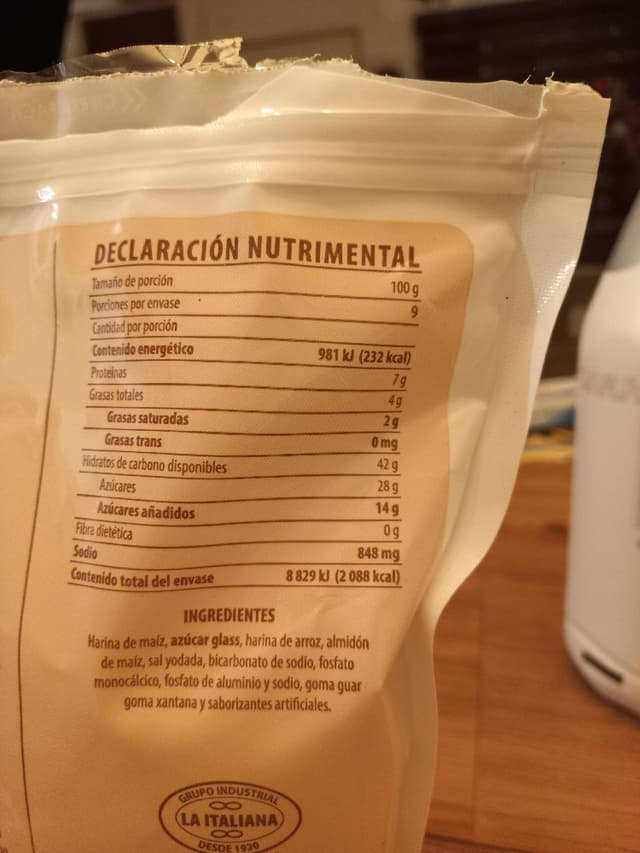 DECLARACIÓN NUTRIMENTAL
Tamaño de porción 100 g
Porciones por envase 9
Cantidad por porción
Contenido energético 981 kJ (232 kcal)
Proteínas 7 g
Grasas totales 4 g
Grasas saturadas 2 g
Grasas trans 0 mg
Hidratos de carbono disponibles 42 g
Azúcares 28 g
Azúcares añadidos 14 g
Fibra dietética 0 g
Sodio 848 mg
Contenido total del envase 8 829 kJ (2 088 kcal)
INGREDIENTES
Harina de maíz, azúcar glass, harina de arroz, almidón
de maíz, sal yodada, bicarbonato de sodio, fosfato
monocálcico, fosfato de aluminio y sodio, goma guar
goma xantana y saborizantes artificiales.
GRUPO INDUSTRIAL
LA ITALIANA
DESDE 1920